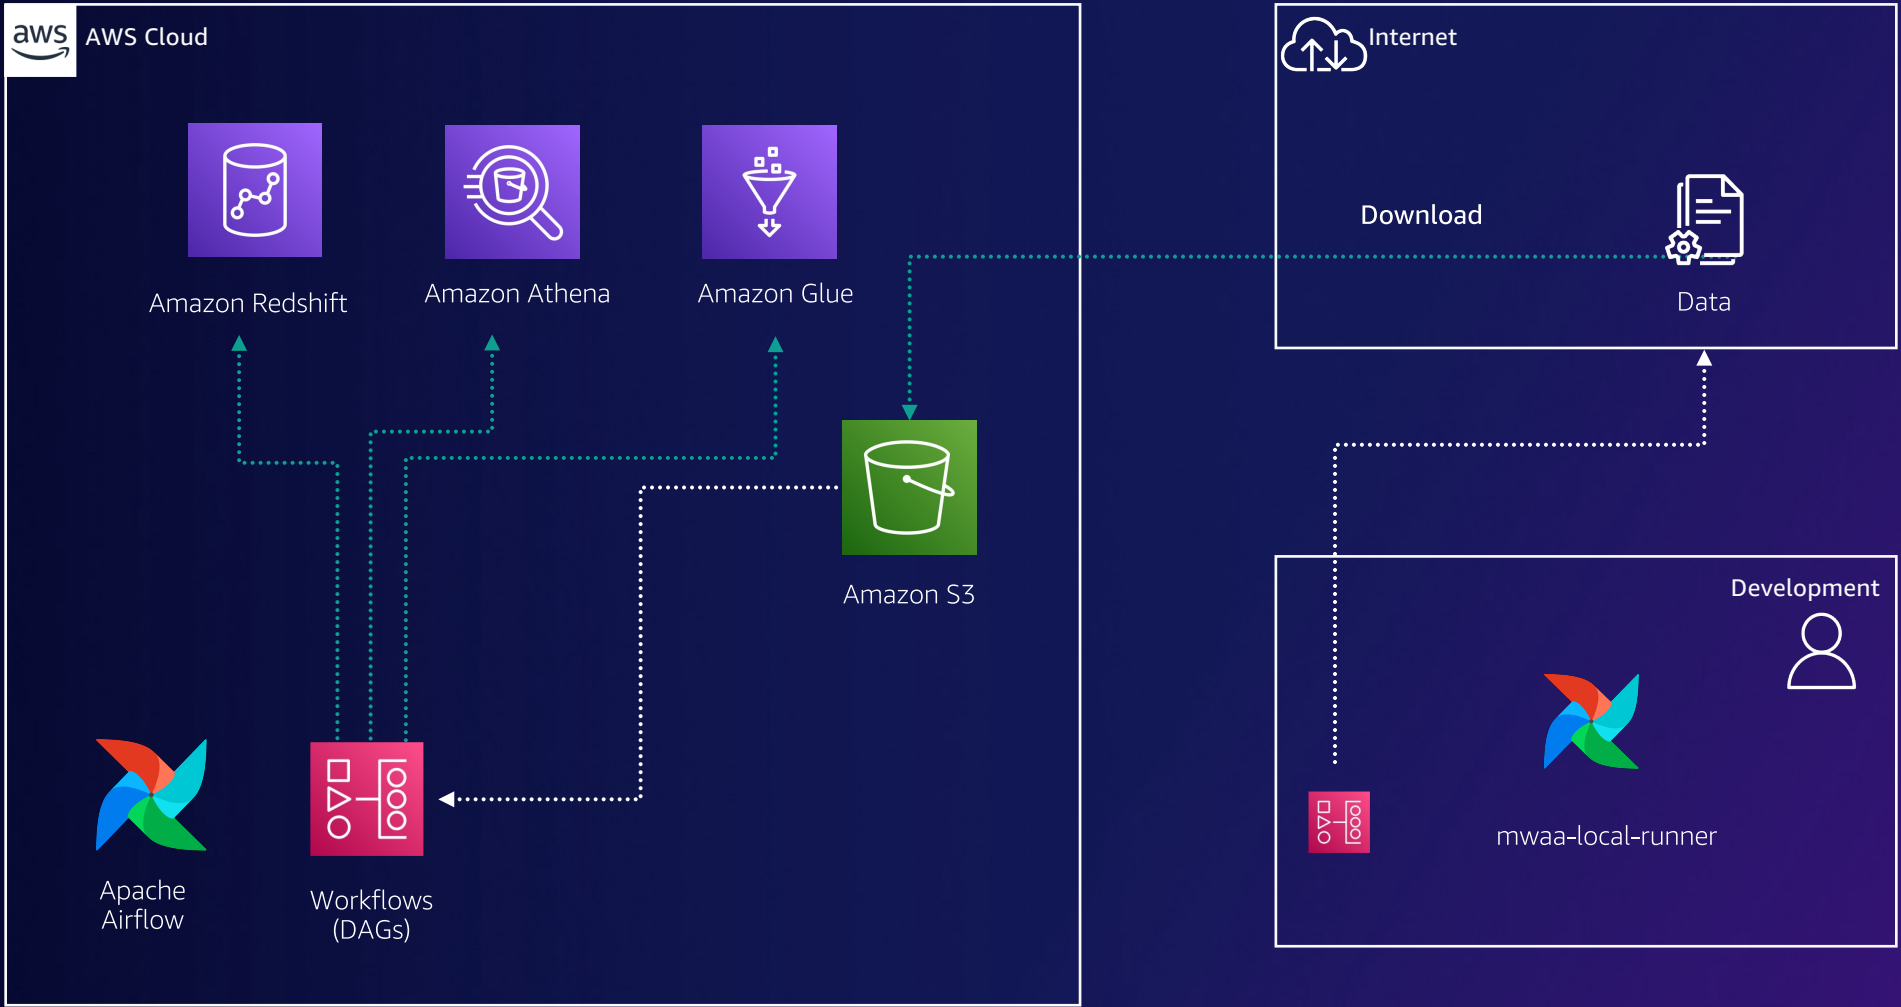 aws
AWS Cloud
Internet
Download
Data
Amazon Redshift
Amazon Athena
Amazon Glue
Amazon S3
Development
mwaa-local-runner
Apache
Airflow
Workflows
(DAGs)